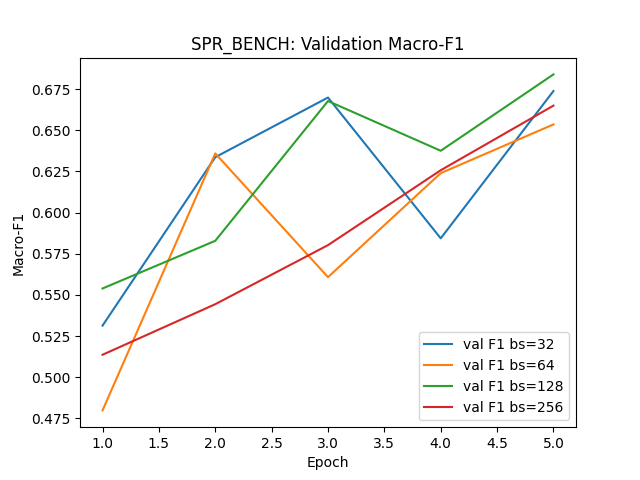 SPR_BENCH: Validation Macro-F1
Macro-F1
0.675
0.650
0.625
0.600
0.575
0.550
0.525
0.500
0.475
val F1 bs=32
val F1 bs=64
val F1 bs=128
val F1 bs=256
1.0 1.5 2.0 2.5 3.0 3.5 4.0 4.5 5.0
Epoch